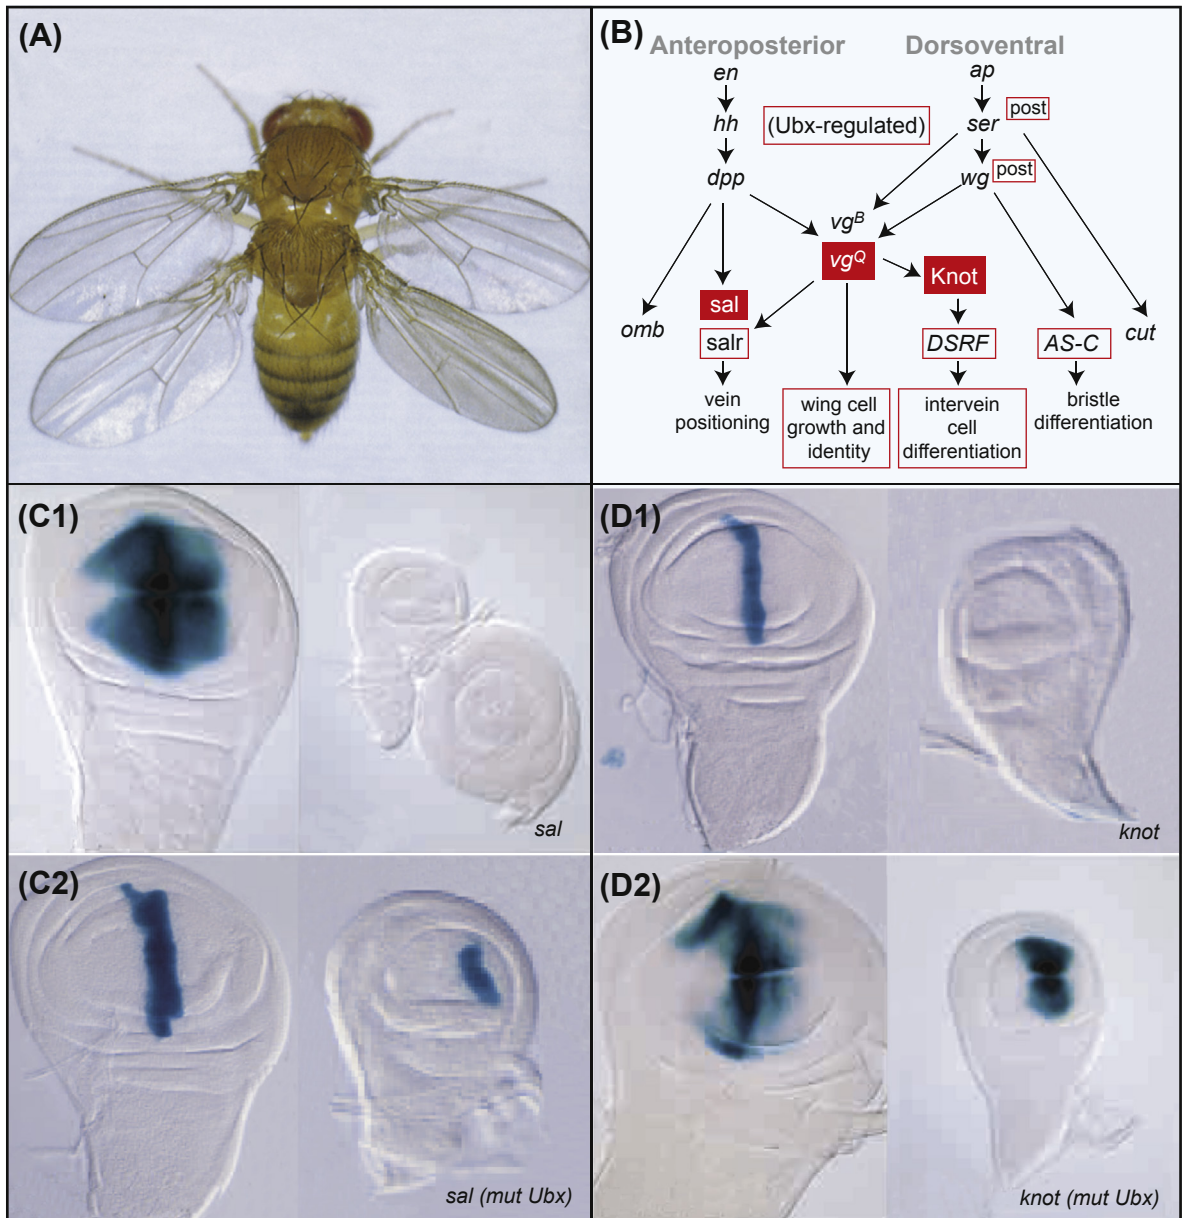 (A)
(B)
Anteroposterior
Dorsoventral
en
ap
hh
(Ubx-regulated)
ser
post
dpp
wg
post
vgB
vgQ
Knot
sal
omb
salr
DSRF
AS-C
cut
vein
positioning
wing cell
growth and
identity
intervein
cell
differentiation
bristle
differentiation
(C1)
sal
(D1)
knot
(C2)
sal (mut Ubx)
(D2)
knot (mut Ubx)